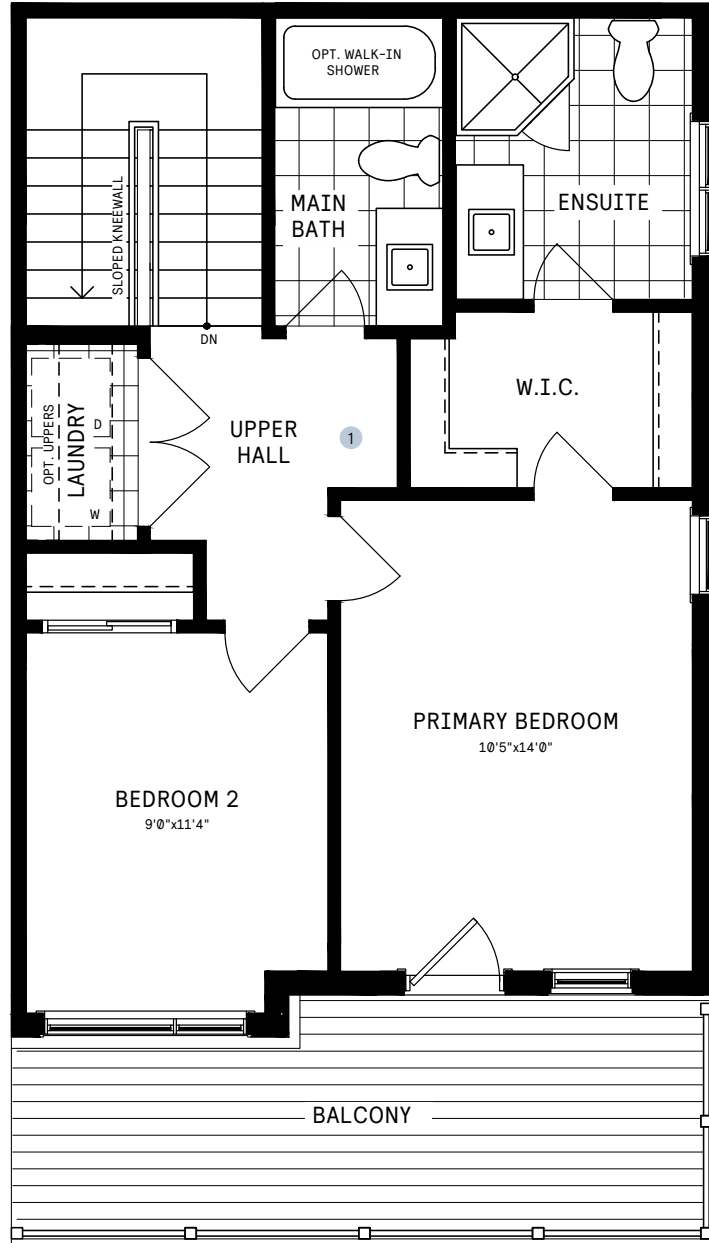 OPT. WALK-IN
SHOWER
SLOPED KNEEWALL
MAIN
BATH
ENSUITE
DN
W.I.C.
OPT. UPPERS
LAUNDRY
D
W
UPPER
HALL
1
PRIMARY BEDROOM
10'5"x14'0"
BEDROOM 2
9'0"x11'4"
BALCONY